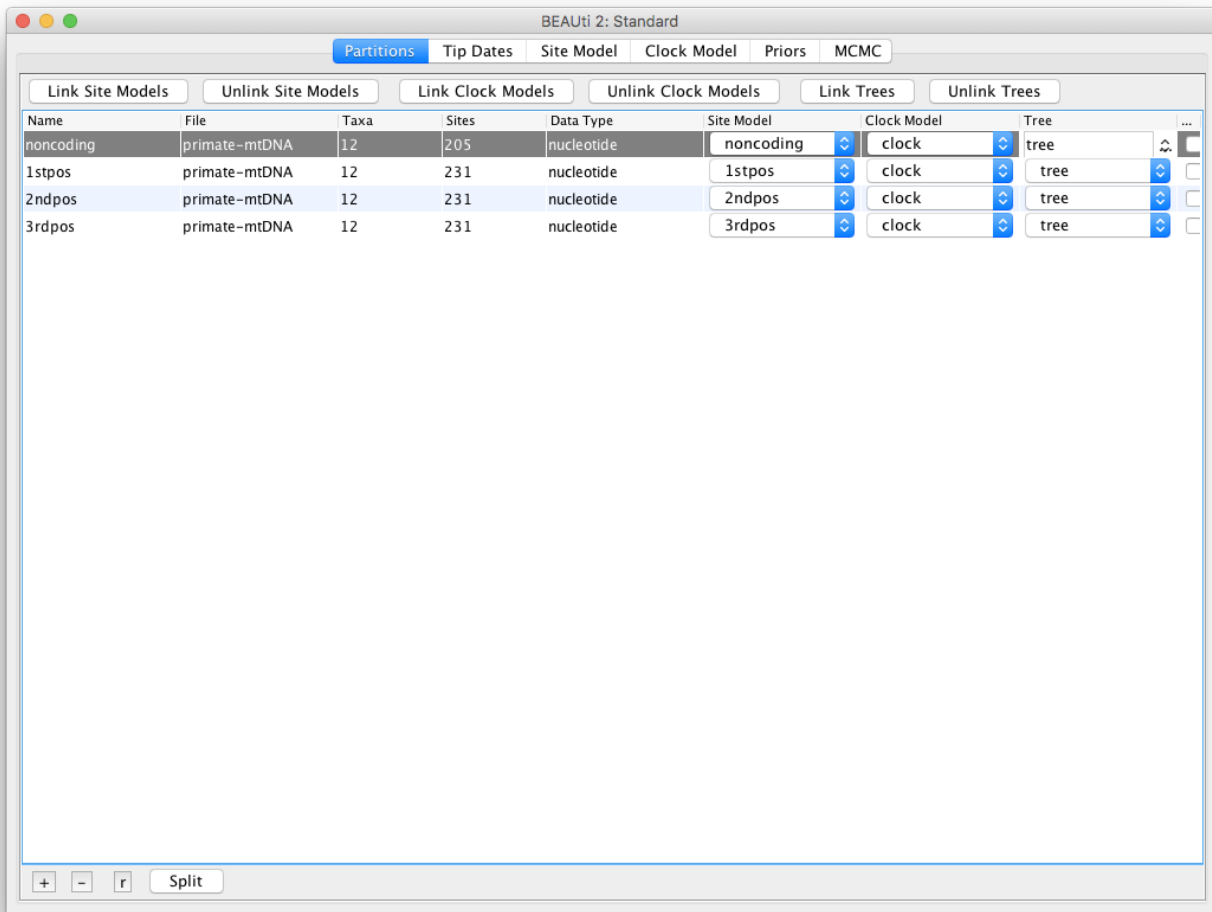 BEAUti 2: Standard
Partitions Tip Dates Site Model Clock Model Priors MCMC
Link Site Models Unlink Site Models Link Clock Models Unlink Clock Models Link Trees Unlink Trees
Name File Taxa Sites Data Type Site Model Clock Model Tree ...
noncoding primate-mtDNA 12 205 nucleotide noncoding clock tree
1stpos primate-mtDNA 12 231 nucleotide 1stpos clock tree
2ndpos primate-mtDNA 12 231 nucleotide 2ndpos clock tree
3rdpos primate-mtDNA 12 231 nucleotide 3rdpos clock tree
+ - r Split